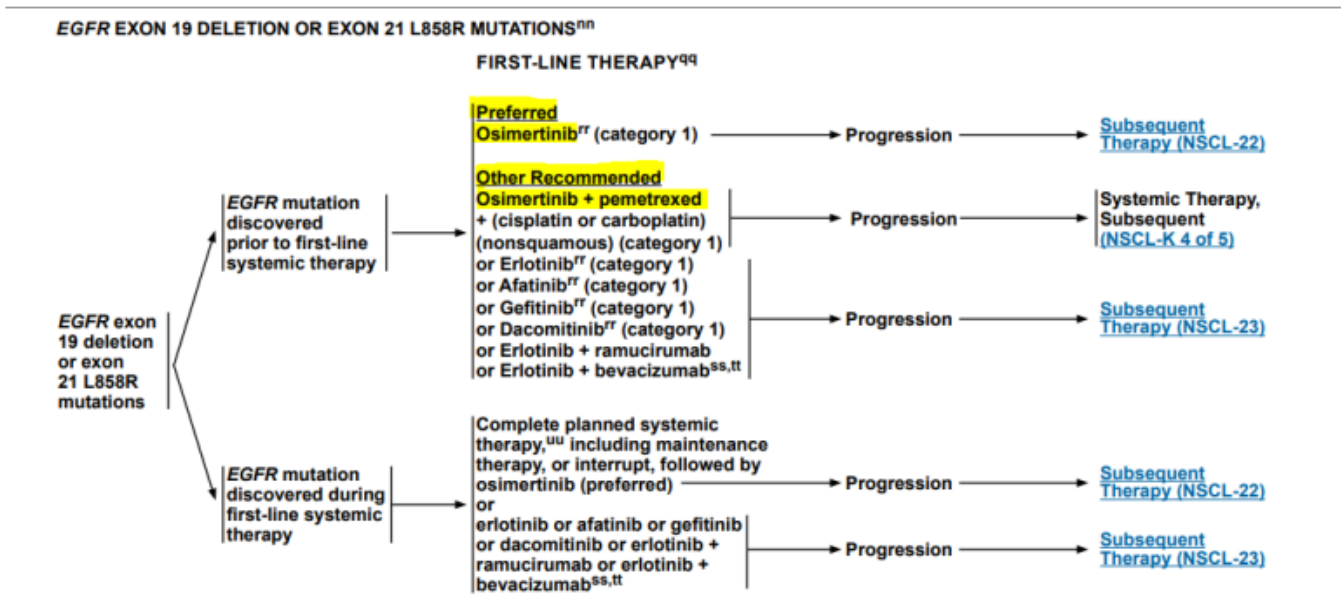 EGFR EXON 19 DELETION OR EXON 21 L858R MUTATIONSnn
FIRST-LINE THERAPYqq
EGFR exon
19 deletion
or exon
21 L858R
mutations
EGFR mutation
discovered
prior to first-line
systemic therapy
Preferred
Osimertinibrr (category 1)
Progression
Subsequent
Therapy (NSCL-22)
Other Recommended
Osimertinib + pemetrexed
+ (cisplatin or carboplatin)
(nonsquamous) (category 1)
Progression
Systemic Therapy,
Subsequent
(NSCL-K 4 of 5)
or Erlotinibrr (category 1)
or Afatinibrr (category 1)
or Gefitinibrr (category 1)
or Dacomitinibrr (category 1)
or Erlotinib + ramucirumab
or Erlotinib + bevacizumabss,tt
Progression
Subsequent
Therapy (NSCL-23)
EGFR mutation
discovered during
first-line systemic
therapy
Complete planned systemic
therapy,uu including maintenance
therapy, or interrupt, followed by
osimertinib (preferred)
Progression
Subsequent
Therapy (NSCL-22)
or
erlotinib or afatinib or gefitinib
or dacomitinib or erlotinib +
ramucirumab or erlotinib +
bevacizumabss,tt
Progression
Subsequent
Therapy (NSCL-23)